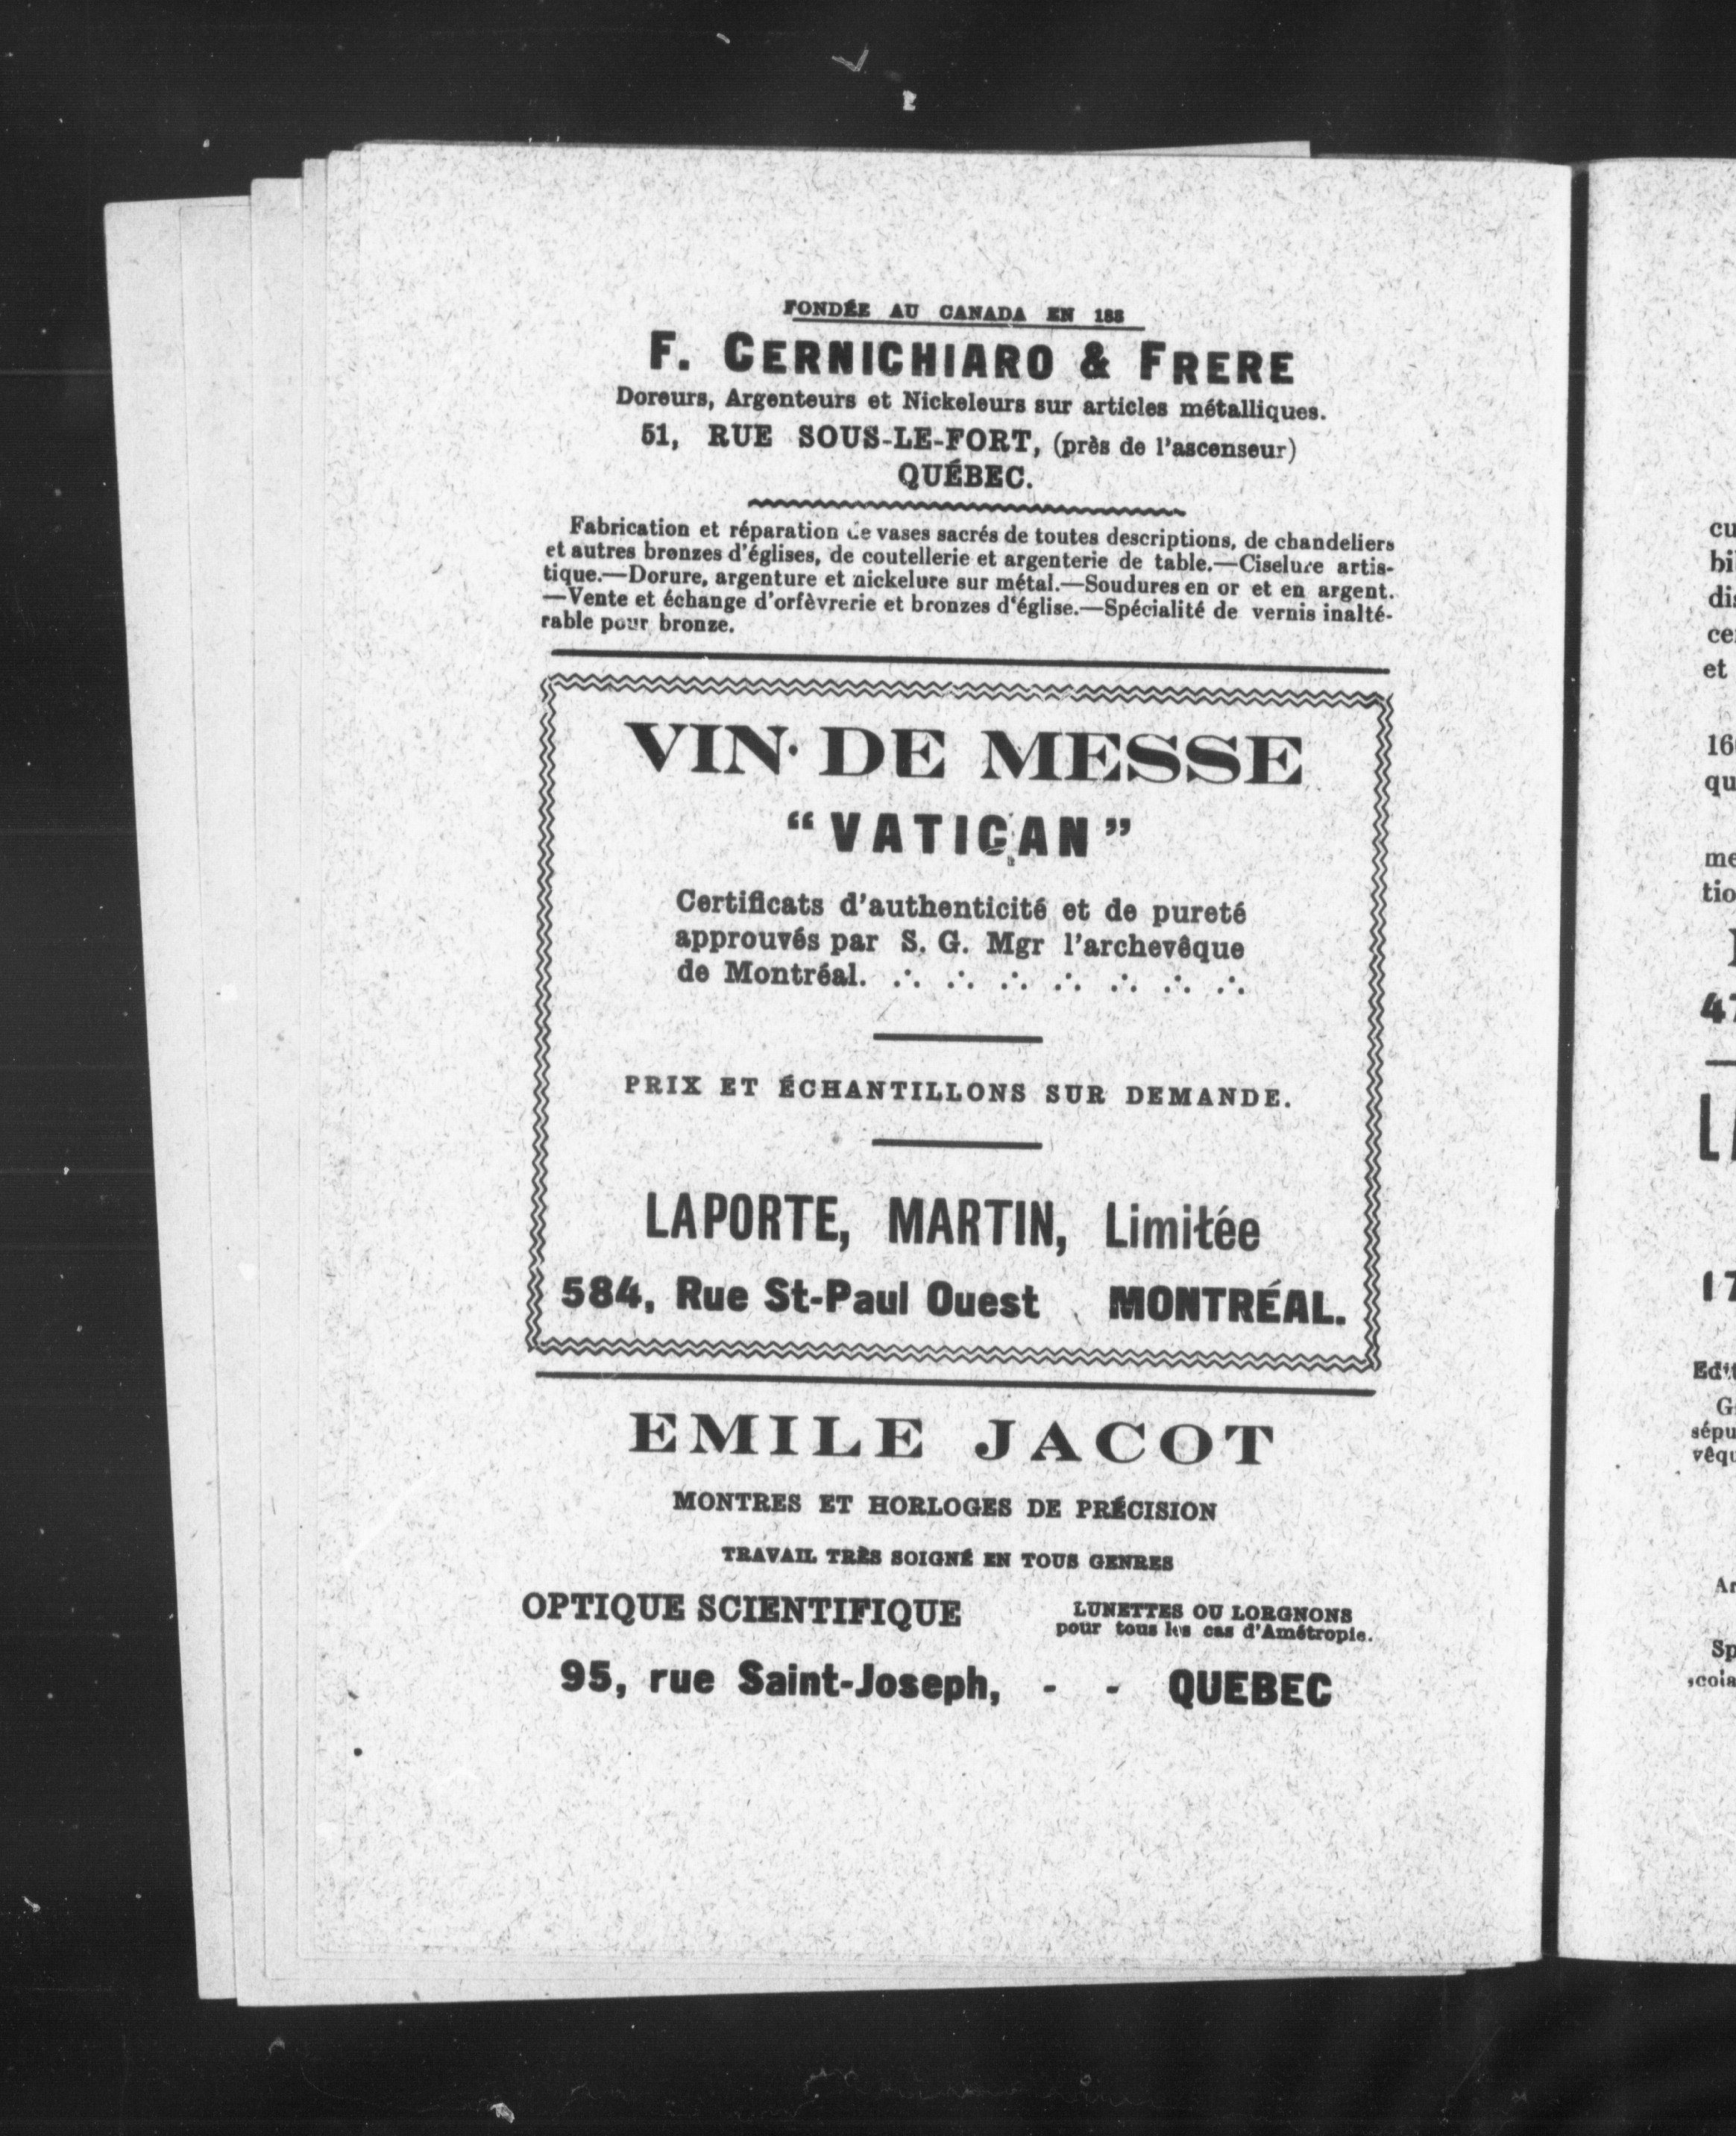 FONDÉE AU CANADA EN 188
F. CERNICHIARO & FRERE
Doreurs, Argenteurs et Nickeleurs sur articles métalliques.
51, RUE SOUS-LE-FORT, (près de l'ascenseur)
QUÉBEC.
Fabrication et réparation de vases sacrés de toutes descriptions, de chandeliers
et autres bronzes d'églises, de coutellerie et argenterie de table.—Ciselure artis-
tique.—Dorure, argenture et nickelure sur métal.—Soudures en or et en argent.
—Vente et échange d'orfèvrerie et bronzes d'église.—Spécialité de vernis inalté-
rable pour bronze.
VIN DE MESSE
“VATICAN”
Certificats d'authenticité et de pureté
approuvés par S. G. Mgr l'archevêque
de Montréal. ∴ ∴ ∴ ∴ ∴ ∴ ∴
PRIX ET ÉCHANTILLONS SUR DEMANDE.
LAPORTE, MARTIN, Limitée
584, Rue St-Paul Ouest MONTRÉAL.
EMILE JACOT
MONTRES ET HORLOGES DE PRÉCISION
TRAVAIL TRÈS SOIGNÉ EN TOUS GENRES
OPTIQUE SCIENTIFIQUE
LUNETTES OU LORGNONS
pour tous les cas d'Amétropie.
95, rue Saint-Joseph, - - QUEBEC